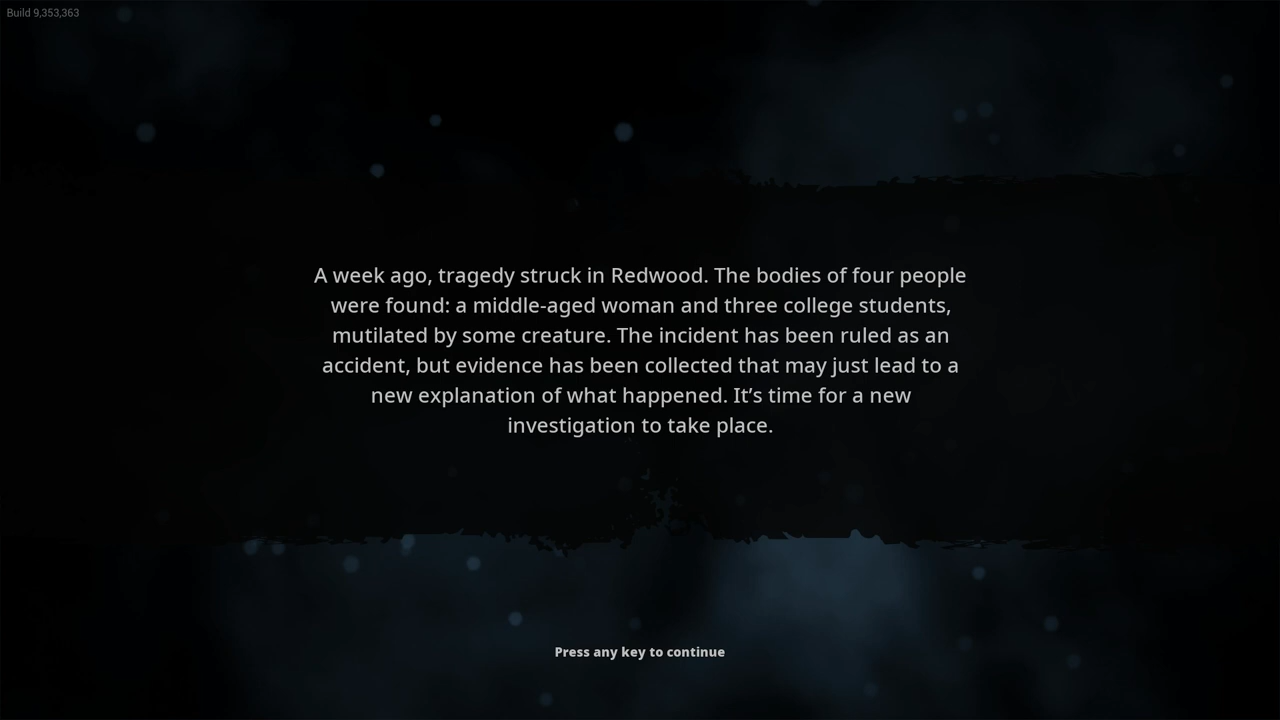 Build 9,353,363
A week ago, tragedy struck in Redwood. The bodies of four people
were found: a middle-aged woman and three college students,
mutilated by some creature. The incident has been ruled as an
accident, but evidence has been collected that may just lead to a
new explanation of what happened. It’s time for a new
investigation to take place.
Press any key to continue